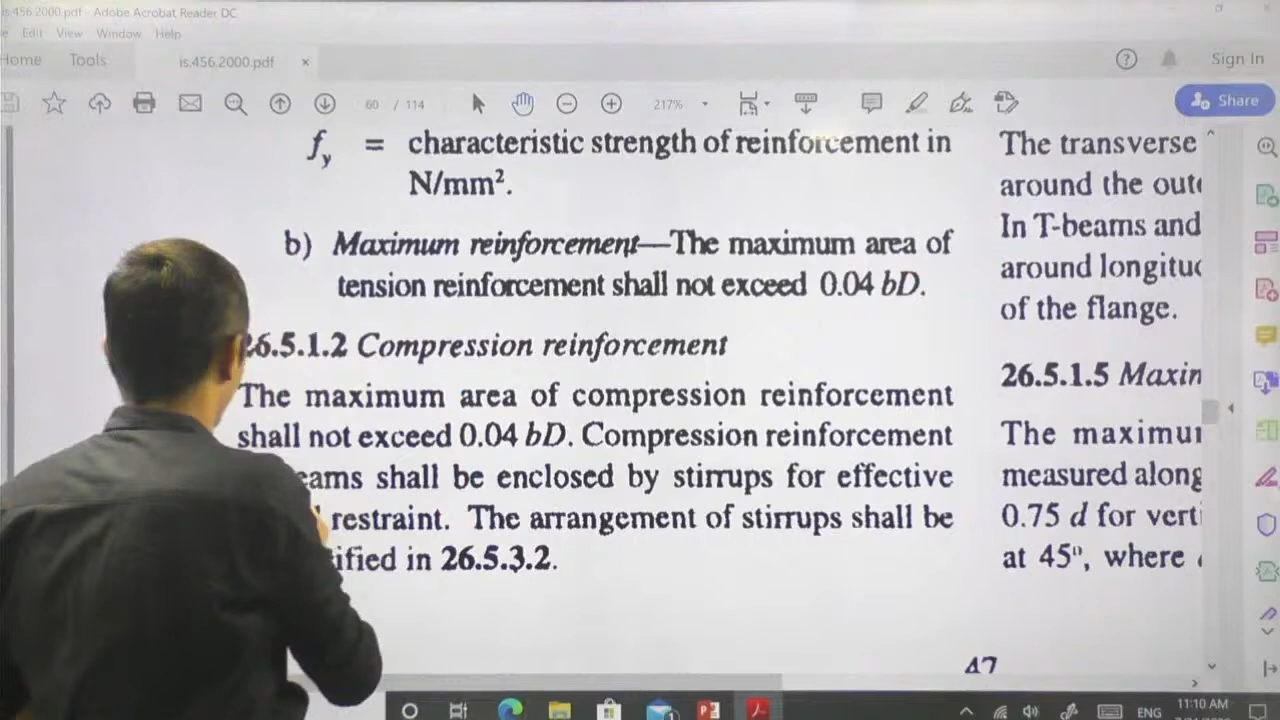 is.456.2000.pdf - Adobe Acrobat Reader DC
Edit View Window Help
Home Tools is.456.2000.pdf × Sign In
60 / 114 217% Share
f_y = characteristic strength of reinforcement in
N/mm².
b) Maximum reinforcement—The maximum area of
tension reinforcement shall not exceed 0.04 bD.
26.5.1.2 Compression reinforcement
The maximum area of compression reinforcement
shall not exceed 0.04 bD. Compression reinforcement
eams shall be enclosed by stirrups for effective
restraint. The arrangement of stirrups shall be
ified in 26.5.3.2.
47
The transverse
around the oute
In T-beams and
around longituc
of the flange.
26.5.1.5 Maxin
The maximu
measured along
0.75 d for verti
at 45º, where
ENG
11:10 AM